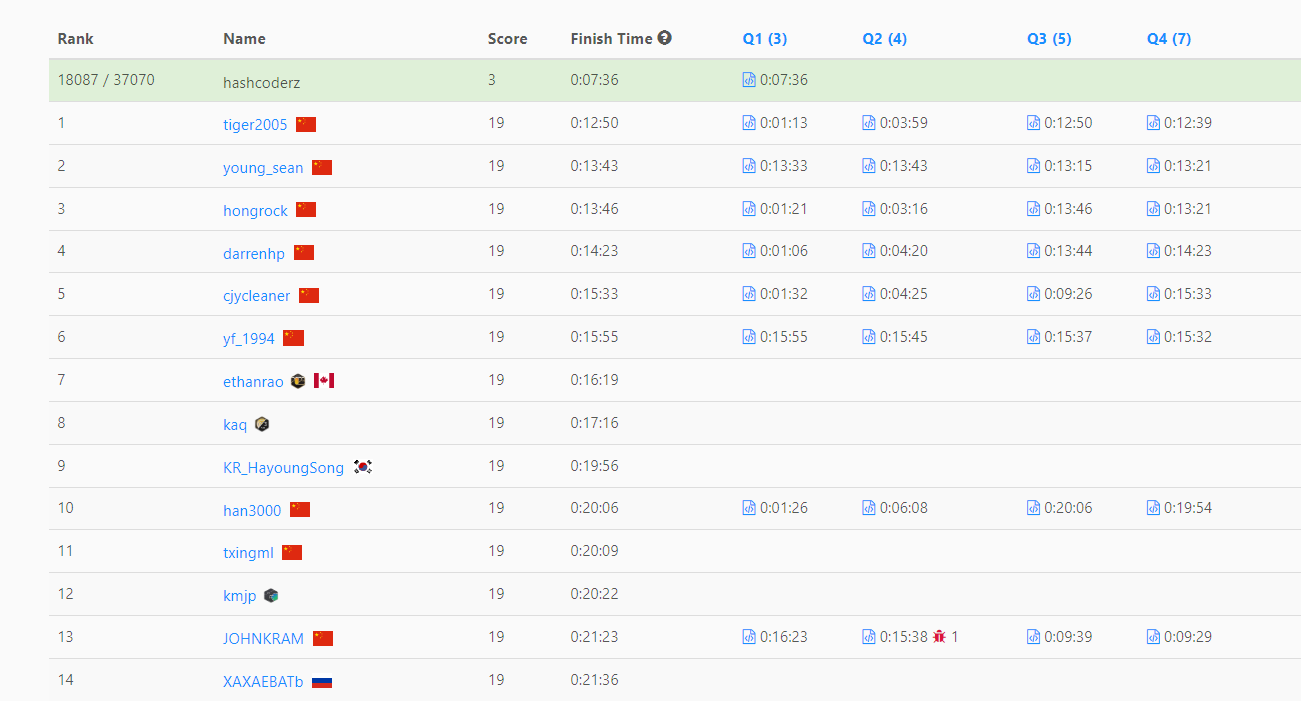 Rank Name Score Finish Time Q1 (3) Q2 (4) Q3 (5) Q4 (7)
18087 / 37070 hashcoderz 3 0:07:36 0:07:36
1 tiger2005 19 0:12:50 0:01:13 0:03:59 0:12:50 0:12:39
2 young_sean 19 0:13:43 0:13:33 0:13:43 0:13:15 0:13:21
3 hongrock 19 0:13:46 0:01:21 0:03:16 0:13:46 0:13:21
4 darrenhp 19 0:14:23 0:01:06 0:04:20 0:13:44 0:14:23
5 cjycleaner 19 0:15:33 0:01:32 0:04:25 0:09:26 0:15:33
6 yf_1994 19 0:15:55 0:15:55 0:15:45 0:15:37 0:15:32
7 ethanrao 19 0:16:19
8 kaq 19 0:17:16
9 KR_HayoungSong 19 0:19:56
10 han3000 19 0:20:06 0:01:26 0:06:08 0:20:06 0:19:54
11 txingml 19 0:20:09
12 kmjp 19 0:20:22
13 JOHNKRAM 19 0:21:23 0:16:23 0:15:38 1 0:09:39 0:09:29
14 XAXAEBATb 19 0:21:36